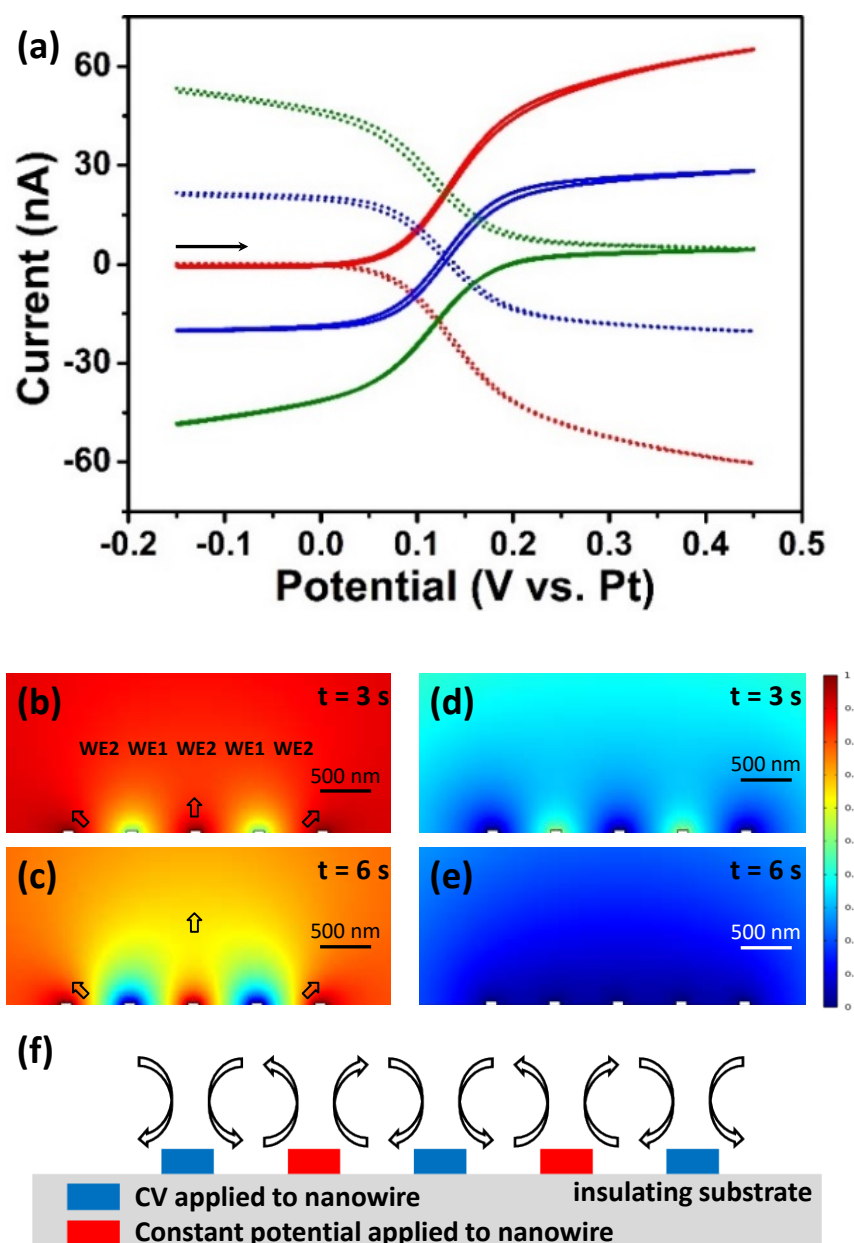 (a)
60
30
0
-30
-60
Current (nA)
-0.2 -0.1 0.0 0.1 0.2 0.3 0.4 0.5
Potential (V vs. Pt)
(b)
t = 3 s
WE2 WE1 WE2 WE1 WE2
500 nm
(d)
t = 3 s
500 nm
1
0
(c)
t = 6 s
500 nm
(e)
t = 6 s
500 nm
(f)
insulating substrate
CV applied to nanowire
Constant potential applied to nanowire